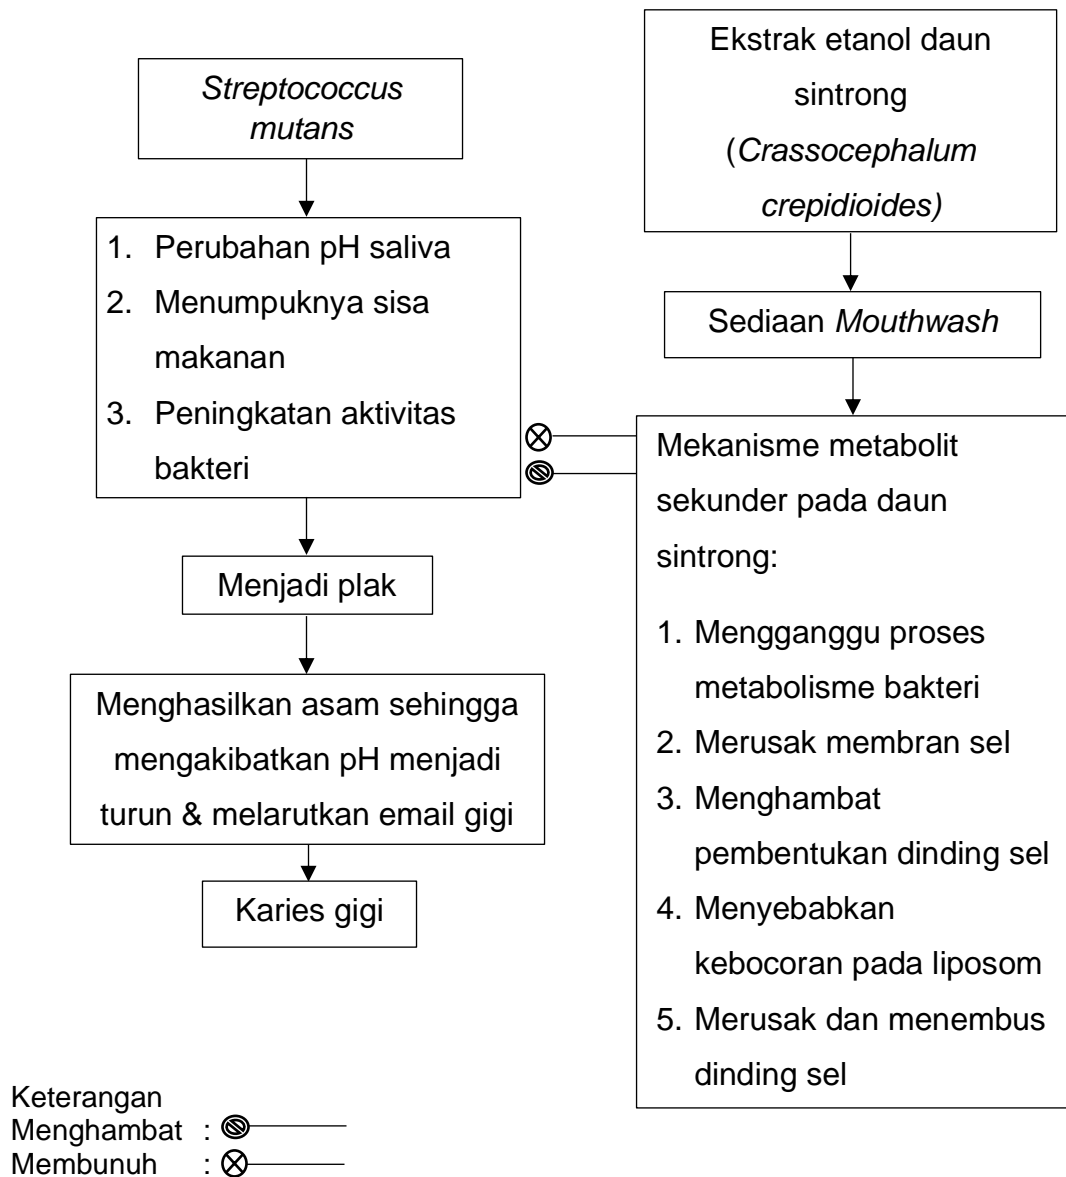 Streptococcus
mutans
1. Perubahan pH saliva
2. Menumpuknya sisa
makanan
3. Peningkatan aktivitas
bakteri
Menjadi plak
Menghasilkan asam sehingga
mengakibatkan pH menjadi
turun & melarutkan email gigi
Karies gigi
Ekstrak etanol daun
sintrong
(Crassocephalum
crepidioides)
Sediaan Mouthwash
Mekanisme metabolit
sekunder pada daun
sintrong:
1. Mengganggu proses
metabolisme bakteri
2. Merusak membran sel
3. Menghambat
pembentukan dinding sel
4. Menyebabkan
kebocoran pada liposom
5. Merusak dan menembus
dinding sel
Keterangan
Menghambat :
Membunuh :